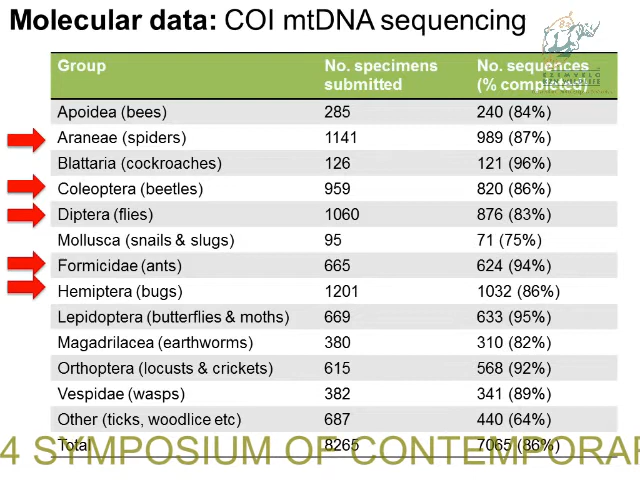 Molecular data: COI mtDNA sequencing
Group No. specimens submitted No. sequences (% completed)
Apoidea (bees) 285 240 (84%)
Araneae (spiders) 1141 989 (87%)
Blattaria (cockroaches) 126 121 (96%)
Coleoptera (beetles) 959 820 (86%)
Diptera (flies) 1060 876 (83%)
Mollusca (snails & slugs) 95 71 (75%)
Formicidae (ants) 665 624 (94%)
Hemiptera (bugs) 1201 1032 (86%)
Lepidoptera (butterflies & moths) 669 633 (95%)
Magadrilacea (earthworms) 380 310 (82%)
Orthoptera (locusts & crickets) 615 568 (92%)
Vespidae (wasps) 382 341 (89%)
Other (ticks, woodlice etc) 687 440 (64%)
Total 8265 7065 (86%)
4 SYMPOSIUM OF CONTEMPORAR